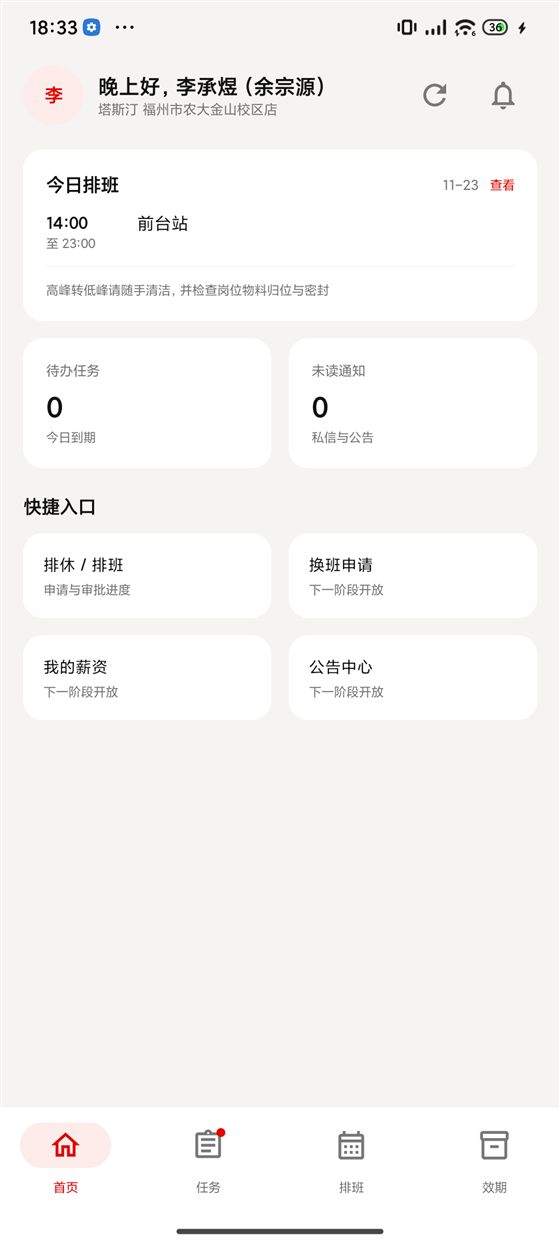 18:33 ···
36
李
晚上好，李承煜（余宗源）
塔斯汀 福州市农大金山校区店
今日排班
11-23 查看
14:00 前台站
至 23:00
高峰转低峰请随手清洁，并检查岗位物料归位与密封
待办任务
0
今日到期
未读通知
0
私信与公告
快捷入口
排休 / 排班
申请与审批进度
换班申请
下一阶段开放
我的薪资
下一阶段开放
公告中心
下一阶段开放
首页
任务
排班
效期